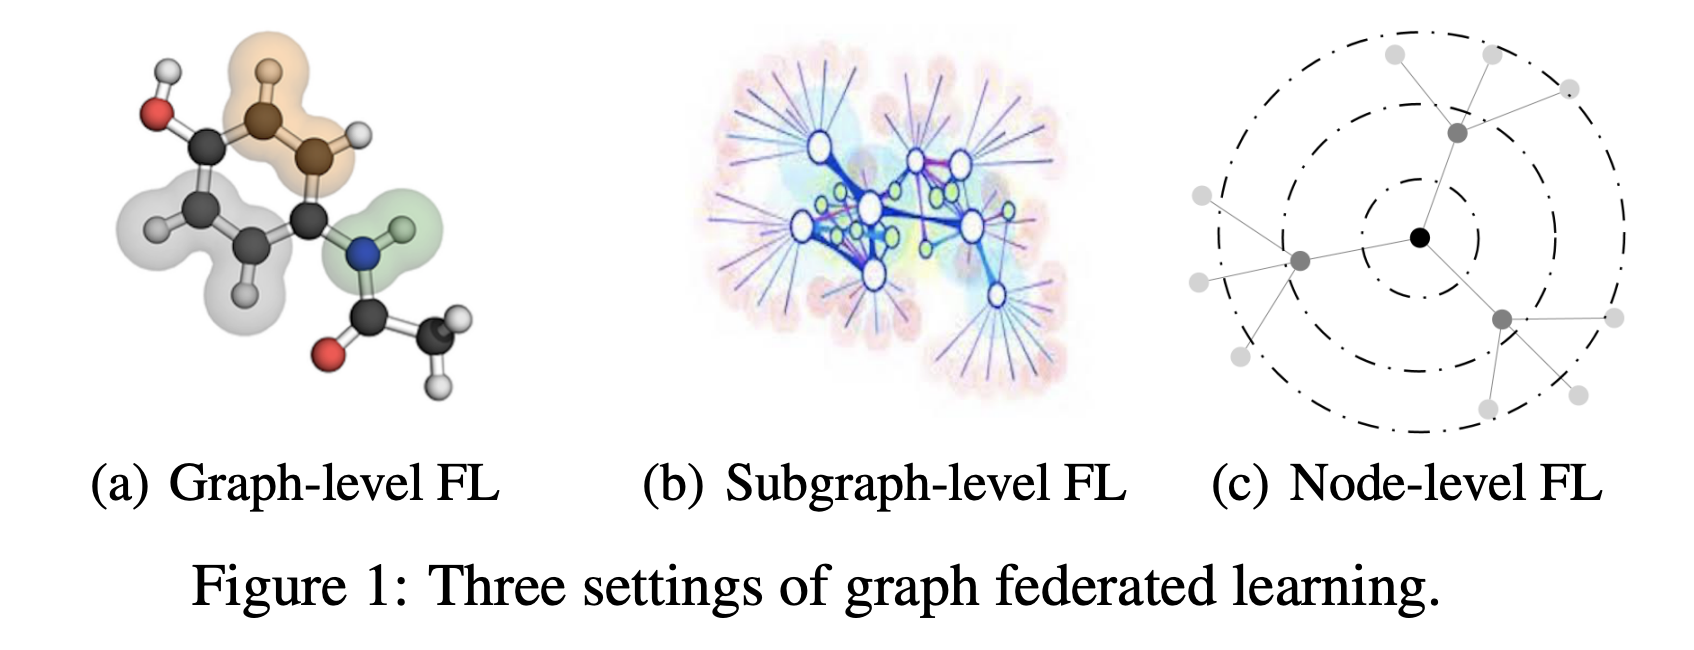 (a) Graph-level FL
(b) Subgraph-level FL
(c) Node-level FL
Figure 1: Three settings of graph federated learning.